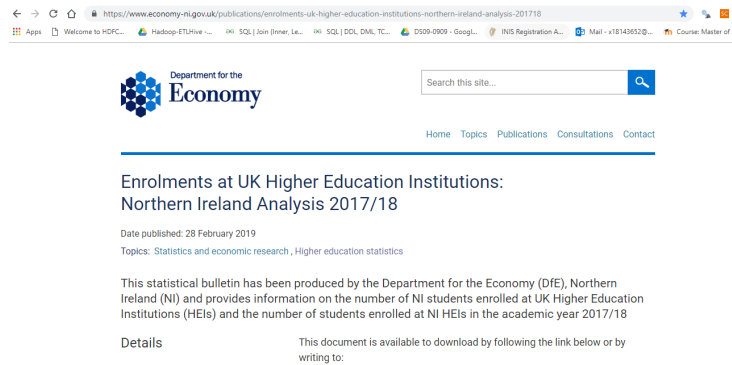 https://www.economy-ni.gov.uk/publications/enrolments-uk-higher-education-institutions-northern-ireland-analysis-201718
Apps Welcome to HDFC... Hadoop-ETLHive -... SQL | Join (Inner, Le... SQL | DDL, DML, TC... DS09-0909 - Googl... INIS Registration A... Mail - x18143652@... Course: Master of
Department for the
Economy
Search this site...
Home Topics Publications Consultations Contact
Enrolments at UK Higher Education Institutions:
Northern Ireland Analysis 2017/18
Date published: 28 February 2019
Topics: Statistics and economic research , Higher education statistics
This statistical bulletin has been produced by the Department for the Economy (DfE), Northern
Ireland (NI) and provides information on the number of NI students enrolled at UK Higher Education
Institutions (HEIs) and the number of students enrolled at NI HEIs in the academic year 2017/18
Details
This document is available to download by following the link below or by
writing to: